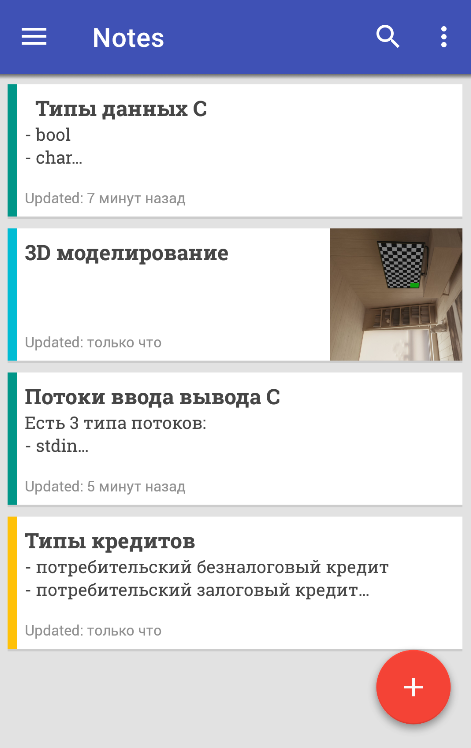 Notes
Типы данных C
- bool
- char...
Updated: 7 минут назад
3D моделирование
Updated: только что
Потоки ввода вывода C
Есть 3 типа потоков:
- stdin...
Updated: 5 минут назад
Типы кредитов
- потребительский безналоговый кредит
- потребительский залоговый кредит...
Updated: только что